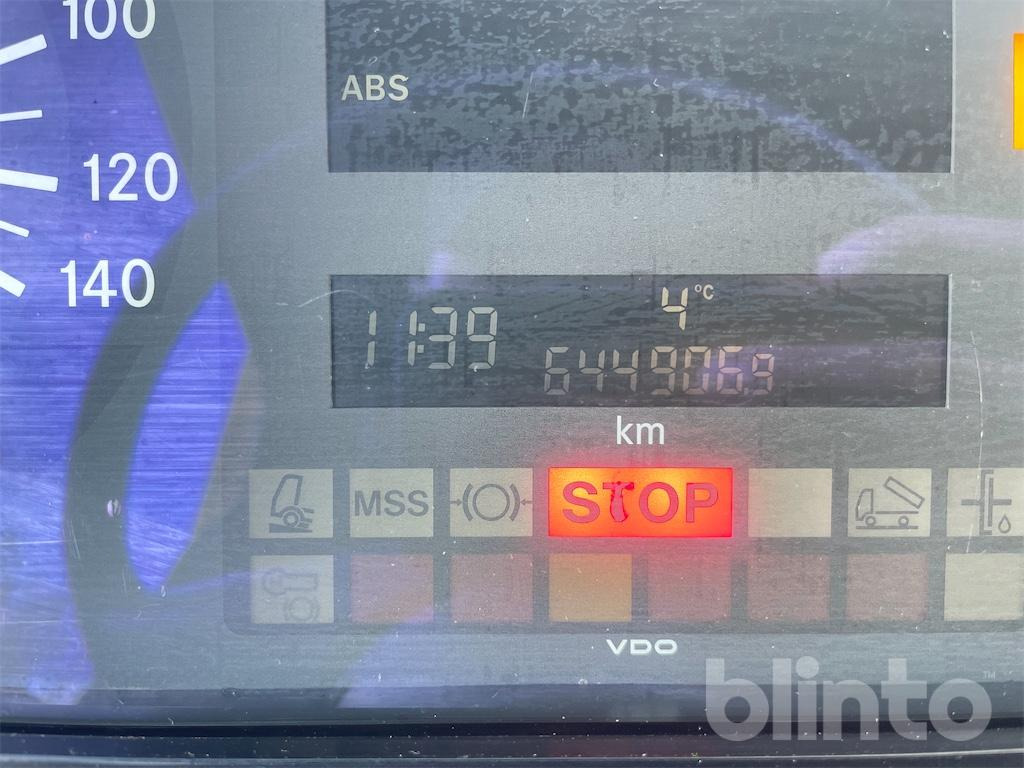 100
ABS
120
140
4°C
11:39
644906.9
km
MSS
STOP
VDO
blinto